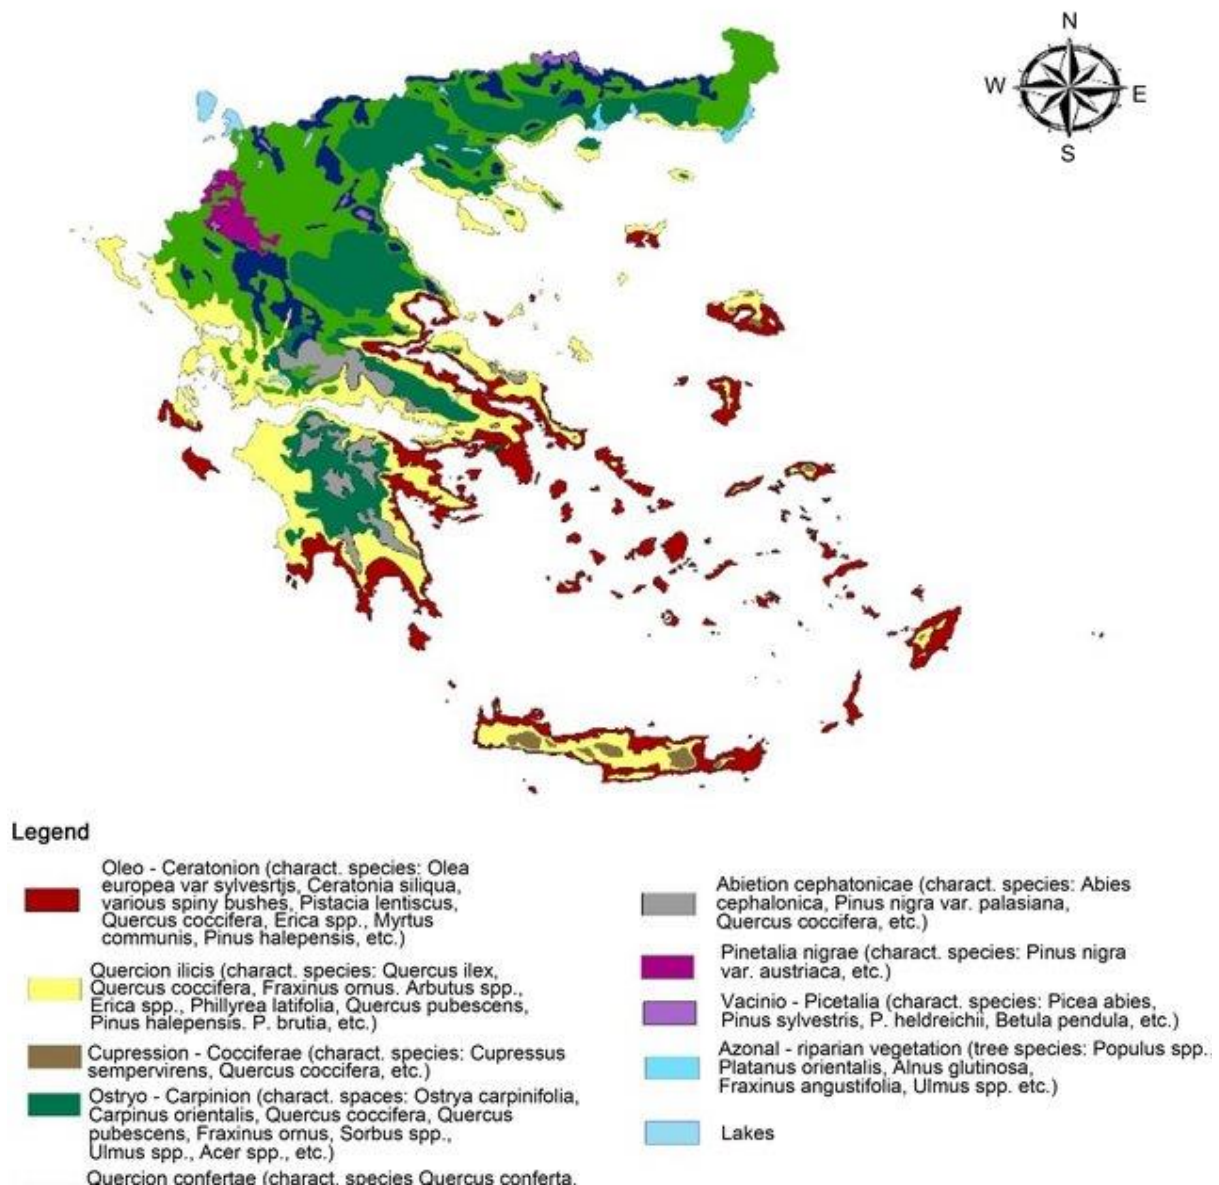 N
W
E
S
Legend
Oleo - Ceratonion (charact. species: Olea
europea var sylvesrtjs, Ceratonia siliqua,
various spiny bushes, Pistacia lentiscus,
Quercus coccifera, Erica spp., Myrtus
communis, Pinus halepensis, etc.)
Quercion ilicis (charact. species: Quercus ilex,
Quercus coccifera, Fraxinus ornus. Arbutus spp.,
Erica spp., Phillyrea latifolia, Quercus pubescens,
Pinus halepensis. P. brutia, etc.)
Cupression - Cocciferae (charact. species: Cupressus
sempervirens, Quercus coccifera, etc.)
Ostryo - Carpinion (charact. spaces: Ostrya carpinifolia,
Carpinus orientalis, Quercus coccifera, Quercus
pubescens, Fraxinus ornus, Sorbus spp.,
Ulmus spp., Acer spp., etc.)
Quercion confertae (charact. species Quercus conferta,
Abietion cephatonicae (charact. species: Abies
cephalonica, Pinus nigra var. palasiana,
Quercus coccifera, etc.)
Pinetalia nigrae (charact. species: Pinus nigra
var. austriaca, etc.)
Vacinio - Picetalia (charact. species: Picea abies,
Pinus sylvestris, P. heldreichii, Betula pendula, etc.)
Azonal - riparian vegetation (tree species: Populus spp.,
Platanus orientalis, Alnus glutinosa,
Fraxinus angustifolia, Ulmus spp. etc.)
Lakes